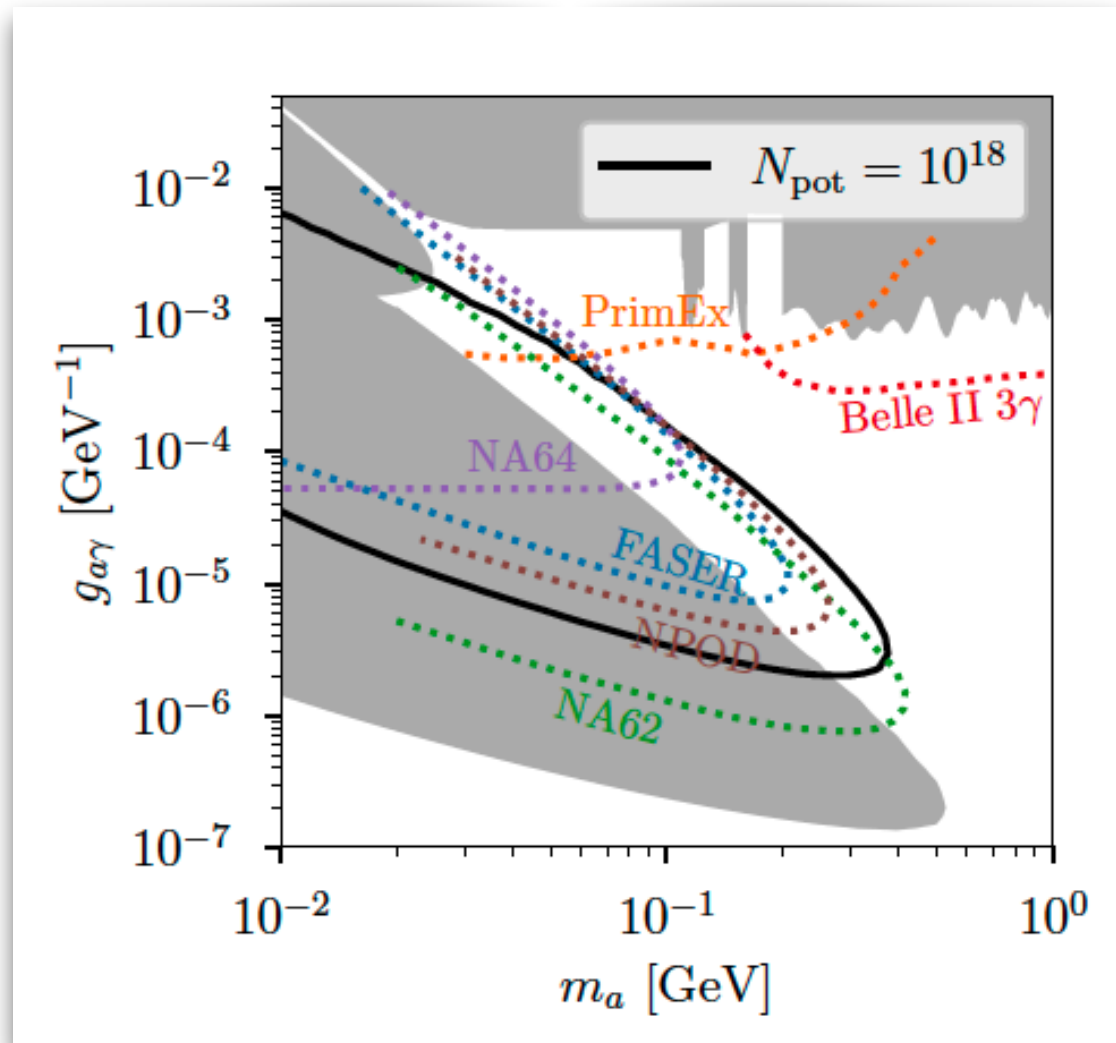 N_pot = 10^18
10^−2
10^−3
10^−4
10^−5
10^−6
10^−7
g_aγ [GeV^−1]
PrimEx
Belle II 3γ
NA64
FASER
NPOD
NA62
10^−2
10^−1
10^0
m_a [GeV]